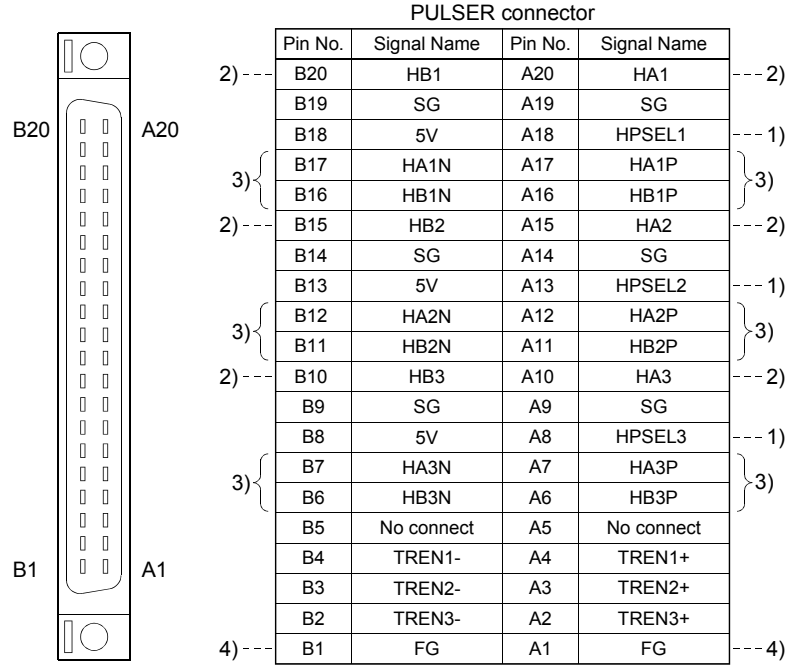 PULSER connector
Pin No. Signal Name Pin No. Signal Name
2) B20 HB1 A20 HA1 2)
B19 SG A19 SG
B20 A20
B18 5V A18 HPSEL1 1)
B17 HA1N A17 HA1P
3) 3)
B16 HB1N A16 HB1P
2) B15 HB2 A15 HA2 2)
B14 SG A14 SG
B13 5V A13 HPSEL2 1)
B12 HA2N A12 HA2P
3) 3)
B11 HB2N A11 HB2P
2) B10 HB3 A10 HA3 2)
B9 SG A9 SG
B8 5V A8 HPSEL3 1)
B7 HA3N A7 HA3P
3) 3)
B6 HB3N A6 HB3P
B5 No connect A5 No connect
B4 TREN1- A4 TREN1+
B1 A1
B3 TREN2- A3 TREN2+
B2 TREN3- A2 TREN3+
4) B1 FG A1 FG 4)